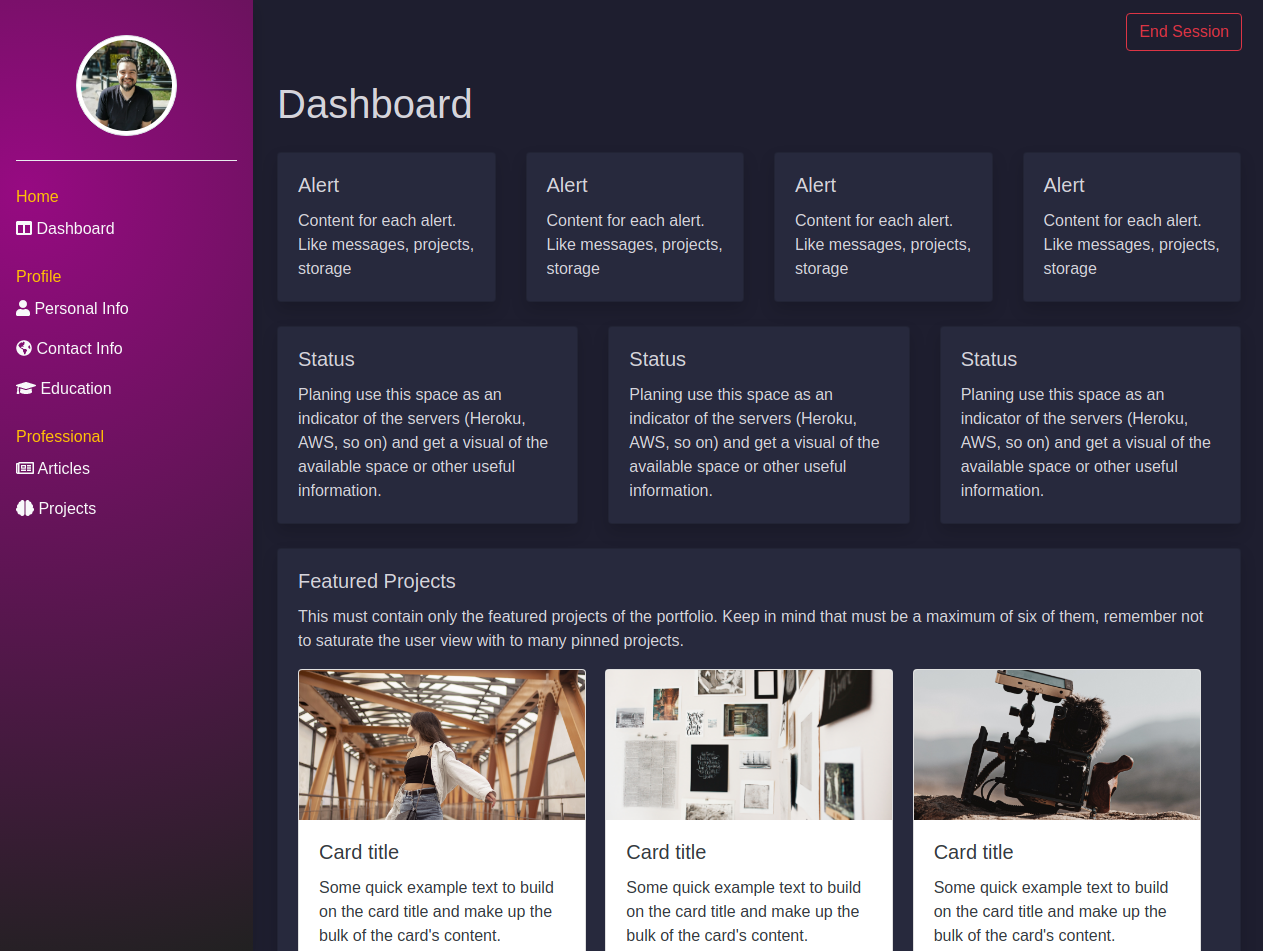 End Session
Dashboard
Home
Dashboard
Profile
Personal Info
Contact Info
Education
Professional
Articles
Projects
Alert
Content for each alert.
Like messages, projects,
storage
Alert
Content for each alert.
Like messages, projects,
storage
Alert
Content for each alert.
Like messages, projects,
storage
Alert
Content for each alert.
Like messages, projects,
storage
Status
Planing use this space as an
indicator of the servers (Heroku,
AWS, so on) and get a visual of the
available space or other useful
information.
Status
Planing use this space as an
indicator of the servers (Heroku,
AWS, so on) and get a visual of the
available space or other useful
information.
Status
Planing use this space as an
indicator of the servers (Heroku,
AWS, so on) and get a visual of the
available space or other useful
information.
Featured Projects
This must contain only the featured projects of the portfolio. Keep in mind that must be a maximum of six of them, remember not
to saturate the user view with to many pinned projects.
Card title
Some quick example text to build
on the card title and make up the
bulk of the card's content.
Card title
Some quick example text to build
on the card title and make up the
bulk of the card's content.
Card title
Some quick example text to build
on the card title and make up the
bulk of the card's content.